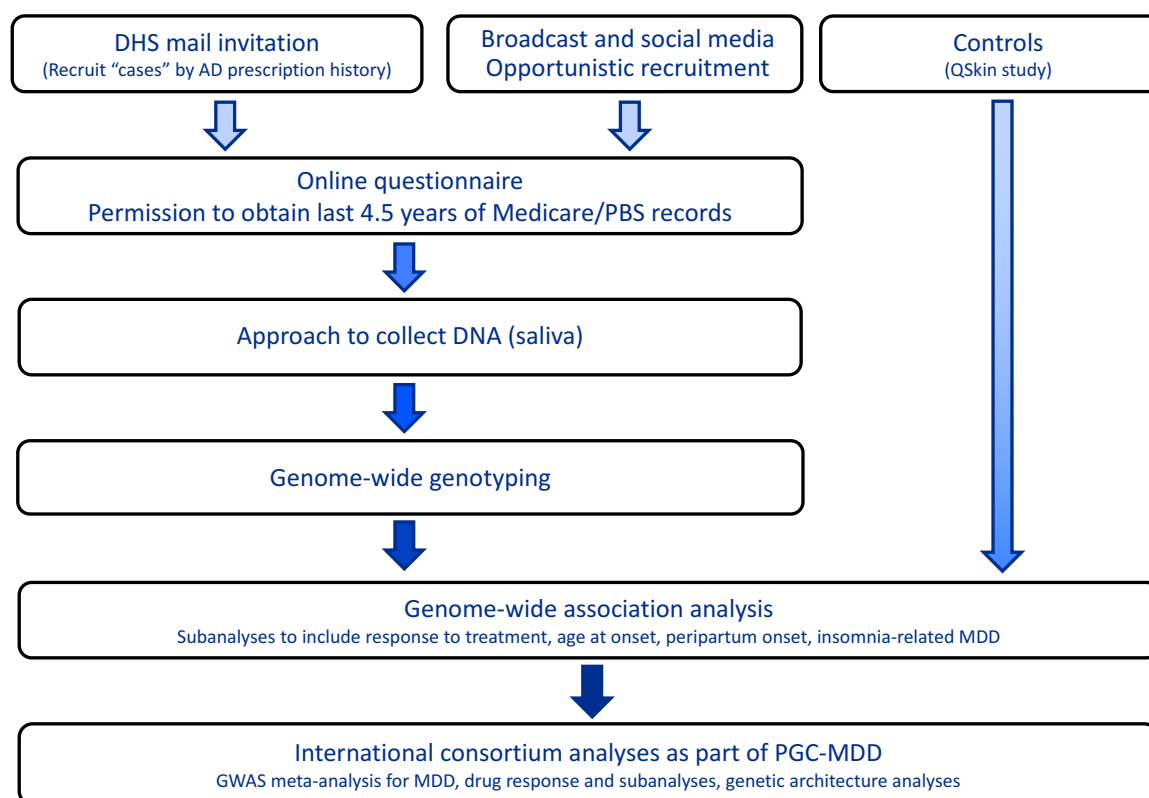 DHS mail invitation
(Recruit “cases” by AD prescription history)
Broadcast and social media
Opportunistic recruitment
Controls
(QSkin study)
Online questionnaire
Permission to obtain last 4.5 years of Medicare/PBS records
Approach to collect DNA (saliva)
Genome-wide genotyping
Genome-wide association analysis
Subanalyses to include response to treatment, age at onset, peripartum onset, insomnia-related MDD
International consortium analyses as part of PGC-MDD
GWAS meta-analysis for MDD, drug response and subanalyses, genetic architecture analyses